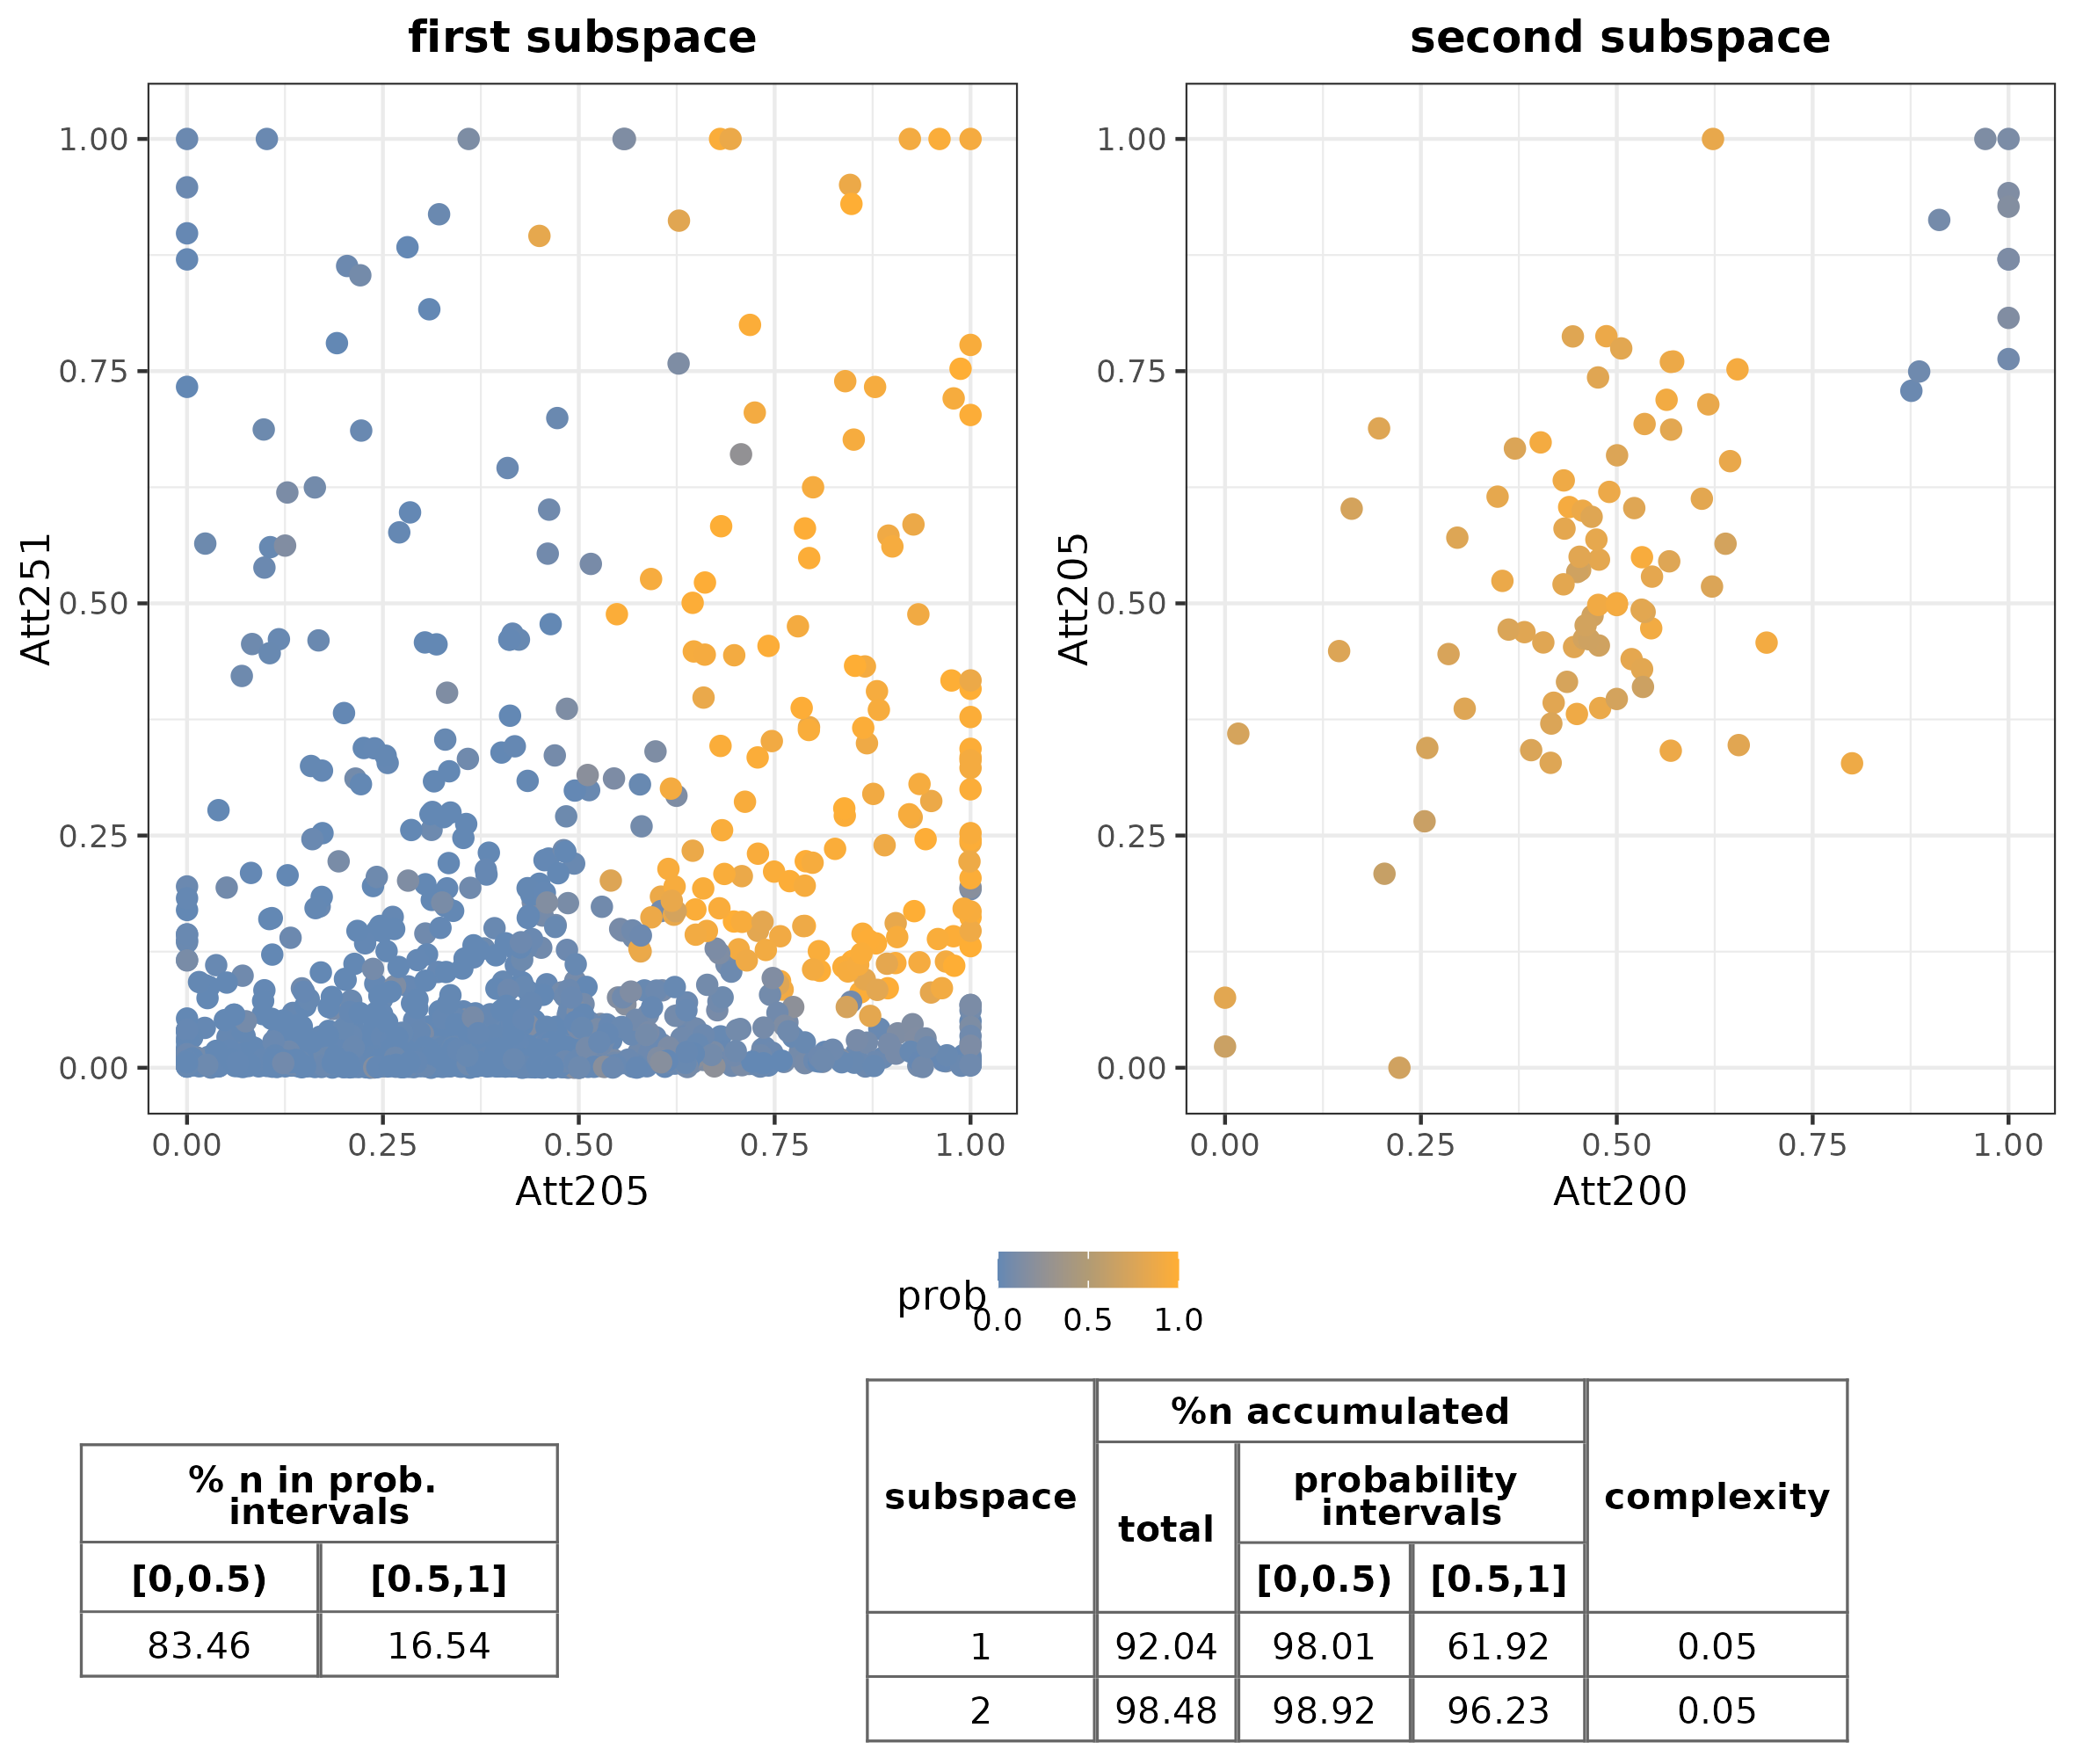 first subspace
second subspace
1.00
0.75
0.50
0.25
0.00
Att251
0.00
0.25
0.50
0.75
1.00
Att205
1.00
0.75
0.50
0.25
0.00
Att205
0.00
0.25
0.50
0.75
1.00
Att200
prob
0.0
0.5
1.0
% n in prob.
intervals
[0,0.5)
[0.5,1]
83.46
16.54
subspace
%n accumulated
total
probability
intervals
[0,0.5)
[0.5,1]
complexity
1
92.04
98.01
61.92
0.05
2
98.48
98.92
96.23
0.05